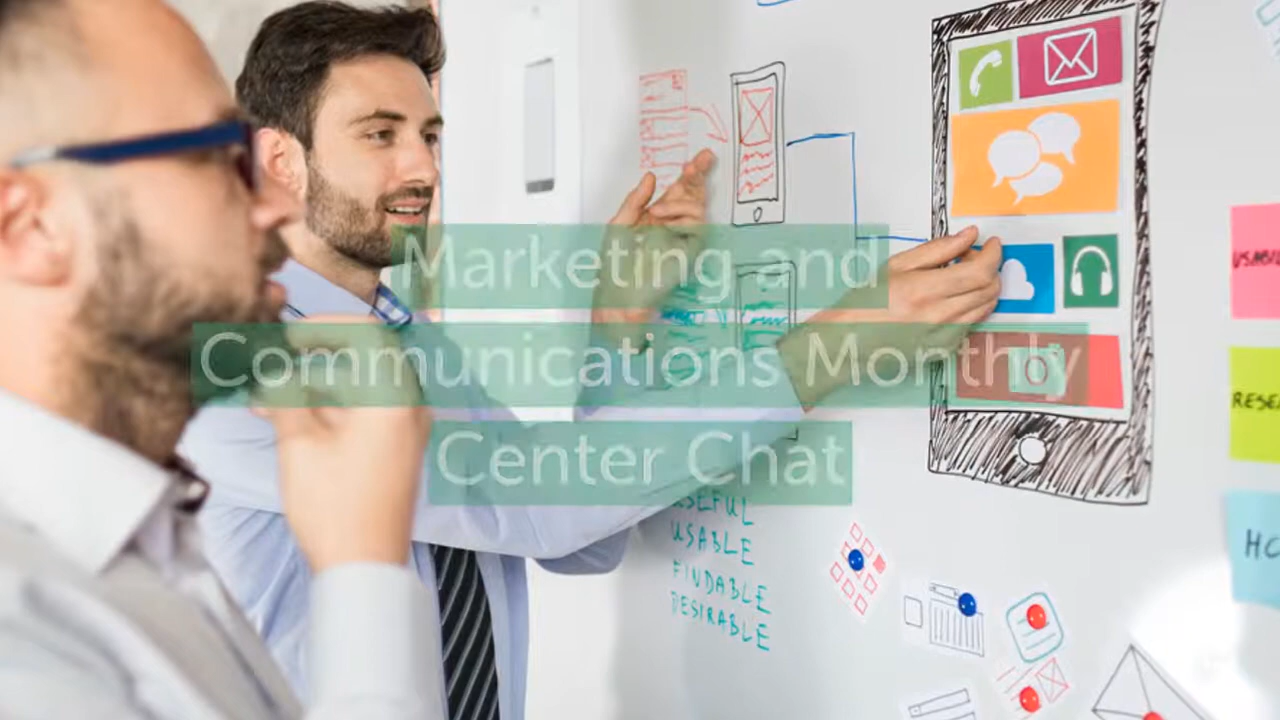 Marketing and
Communications Monthly
Center Chat
USEFUL
USABLE
FINDABLE
DESIRABLE